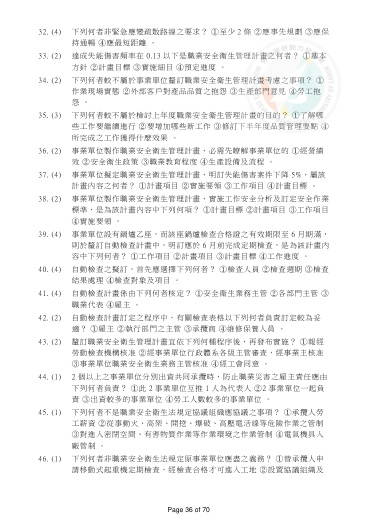 32. (4) 下列何者非緊急應變疏散路線之要求？ ①至少 2 條 ②應事先規劃 ③應保
持通暢 ④應最短距離 。
33. (2) 達成失能傷害頻率在 0.13 以下是職業安全衛生管理計畫之何者？ ①基本
方針 ②計畫目標 ③實施細目 ④預定進度 。
34. (2) 下列何者較不屬於事業單位釐訂職業安全衛生管理計畫考慮之事項？ ①
作業現場實態 ②外部客戶對產品品質之抱怨 ③生產部門意見 ④勞工抱
怨 。
35. (3) 下列何者較不屬於檢討上年度職業安全衛生管理計畫的目的？ ①了解哪
些工作要繼續進行 ②要增加哪些新工作 ③修訂下半年度品質管理要點 ④
所完成之工作獲得什麼效果 。
36. (2) 事業單位製作職業安全衛生管理計畫，必需先瞭解事業單位的 ①經營績
效 ②安全衛生政策 ③職業教育程度 ④生產設備及流程 。
37. (4) 事業單位擬定職業安全衛生管理計畫，明訂失能傷害案件下降 5%，屬該
計畫內容之何者？ ①計畫項目 ②實施要領 ③工作項目 ④計畫目標 。
38. (2) 事業單位製作職業安全衛生管理計畫，實施工作安全分析及訂定安全作業
標準，是為該計畫內容中下列何項？ ①計畫目標 ②計畫項目 ③工作項目
④實施要領 。
39. (4) 事業單位設有鍋爐乙座，而該座鍋爐檢查合格證之有效期限至 6 月期滿，
則於釐訂自動檢查計畫中，明訂應於 6 月前完成定期檢查，是為該計畫內
容中下列何者？ ①工作項目 ②計畫項目 ③計畫目標 ④工作進度 。
40. (4) 自動檢查之擬訂，首先應選擇下列何者？ ①檢查人員 ②檢查週期 ③檢查
結果處理 ④檢查對象及項目 。
41. (4) 自動檢查計畫係由下列何者核定？ ①安全衛生業務主管 ②各部門主管 ③
職業代表 ④雇主 。
42. (2) 自動檢查計畫訂定之程序中，有關檢查表格以下列何者負責訂定較為妥
適？ ①雇主 ②執行部門之主管 ③承攬商 ④維修保養人員 。
43. (2) 釐訂職業安全衛生管理計畫宜依下列何種程序後，再發布實施？ ①報經
勞動檢查機構核准 ②經事業單位行政體系各級主管審查，經事業主核准
③事業單位職業安全衛生業務主管核准 ④經工會同意 。
44. (1) 2 個以上之事業單位分別出資共同承攬時，防止職業災害之雇主責任應由
下列何者負責？ ①此 2 事業單位互推 1 人為代表人 ②2 事業單位一起負
責 ③出資較多的事業單位 ④勞工人數較多的事業單位 。
45. (1) 下列何者不是職業安全衛生法規定協議組織應協議之事項？ ①承攬人勞
工薪資 ②從事動火、高架、開挖、爆破、高壓電活線等危險作業之管制
③對進入密閉空間、有害物質作業等作業環境之作業管制 ④電氣機具入
廠管制 。
46. (1) 下列何者非職業安全衛生法規定原事業單位應盡之義務？ ①替承攬人申
請移動式起重機定期檢查，經檢查合格才可進入工地 ②設置協議組織及
Page 36 of 70